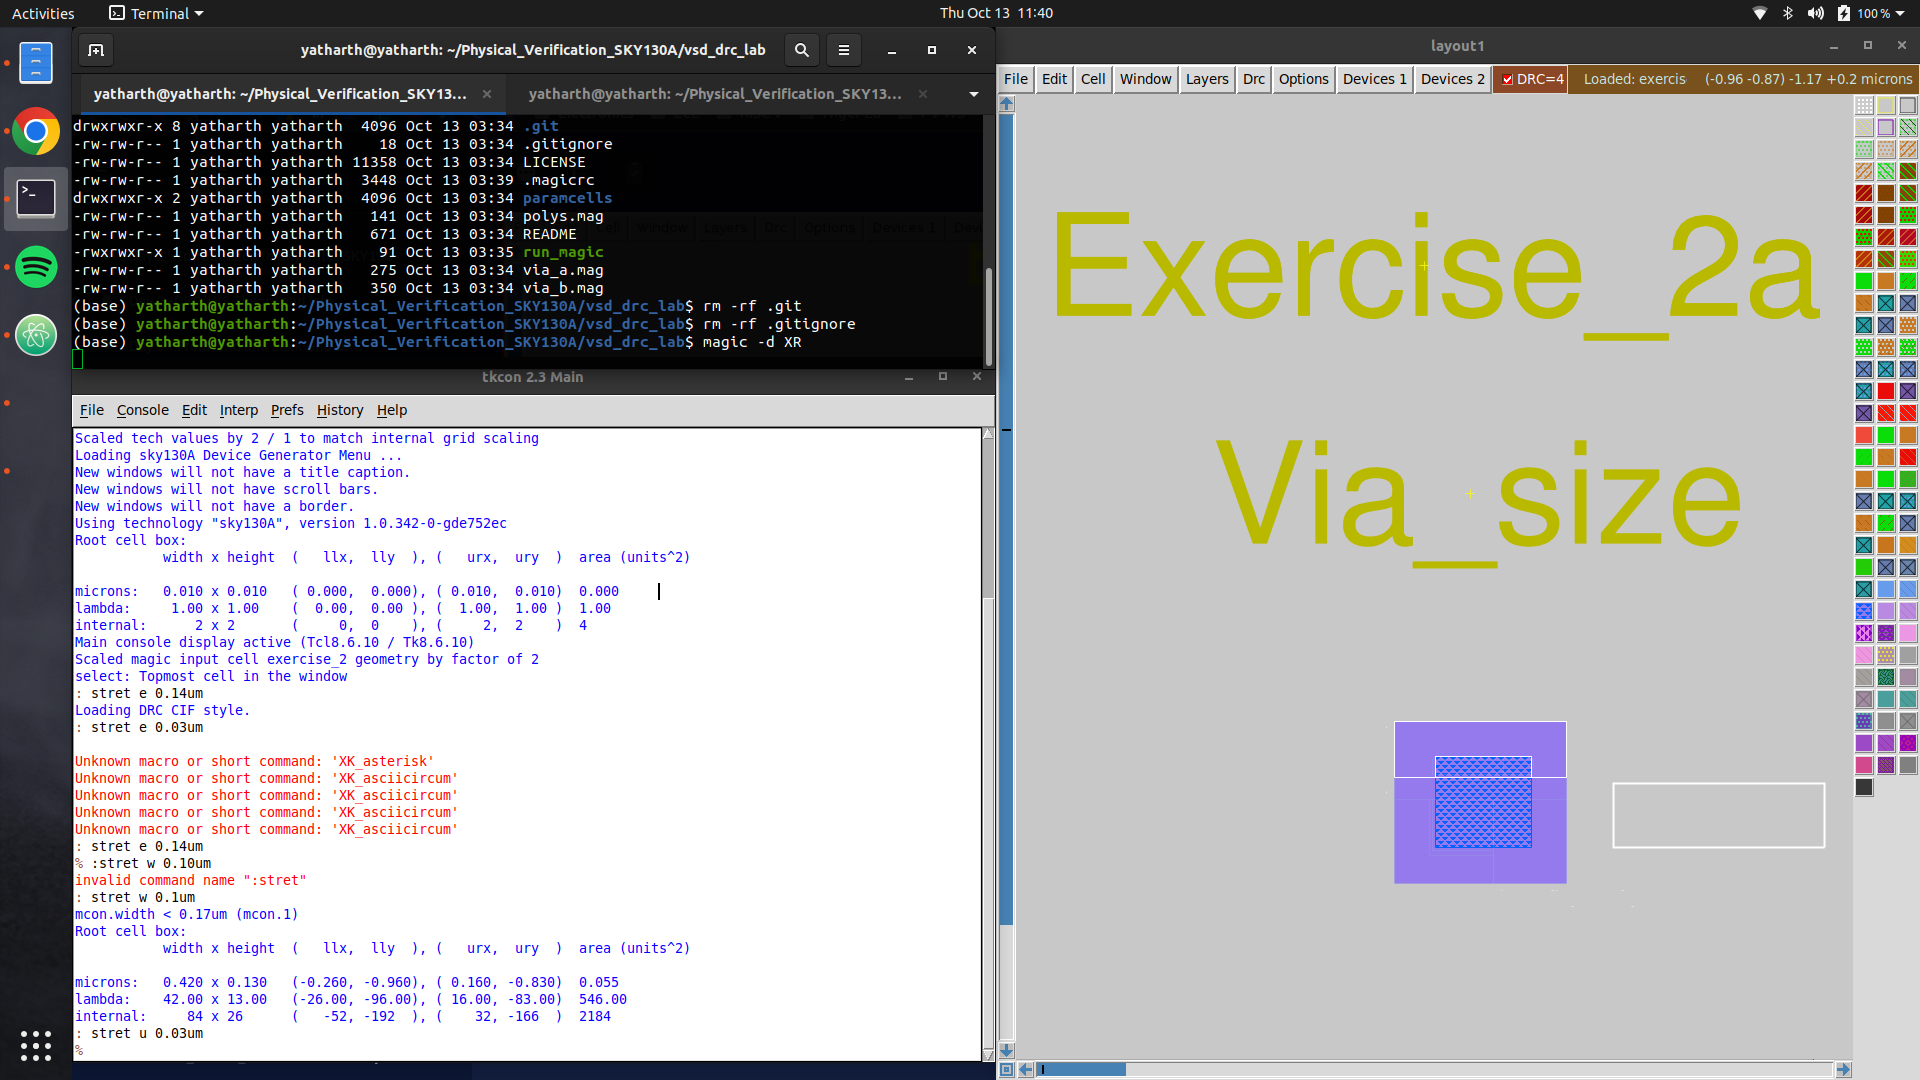 Activities
Terminal
Thu Oct 13  11:40
100 %
yatharth@yatharth: ~/Physical_Verification_SKY130A/vsd_drc_lab
yatharth@yatharth: ~/Physical_Verification_SKY13...
yatharth@yatharth: ~/Physical_Verification_SKY13...
drwxrwxr-x 8 yatharth yatharth  4096 Oct 13 03:34 .git
-rw-rw-r-- 1 yatharth yatharth    18 Oct 13 03:34 .gitignore
-rw-rw-r-- 1 yatharth yatharth 11358 Oct 13 03:34 LICENSE
-rw-rw-r-- 1 yatharth yatharth  3448 Oct 13 03:39 .magicrc
drwxrwxr-x 2 yatharth yatharth  4096 Oct 13 03:34 paramcells
-rw-rw-r-- 1 yatharth yatharth   141 Oct 13 03:34 polys.mag
-rw-rw-r-- 1 yatharth yatharth   671 Oct 13 03:34 README
-rwxrwxr-x 1 yatharth yatharth    91 Oct 13 03:35 run_magic
-rw-rw-r-- 1 yatharth yatharth   275 Oct 13 03:34 via_a.mag
-rw-rw-r-- 1 yatharth yatharth   350 Oct 13 03:34 via_b.mag
(base) yatharth@yatharth:~/Physical_Verification_SKY130A/vsd_drc_lab$ rm -rf .git
(base) yatharth@yatharth:~/Physical_Verification_SKY130A/vsd_drc_lab$ rm -rf .gitignore
(base) yatharth@yatharth:~/Physical_Verification_SKY130A/vsd_drc_lab$ magic -d XR
tkcon 2.3 Main
File Console Edit Interp Prefs History Help
Scaled tech values by 2 / 1 to match internal grid scaling
Loading sky130A Device Generator Menu ...
New windows will not have a title caption.
New windows will not have scroll bars.
New windows will not have a border.
Using technology "sky130A", version 1.0.342-0-gde752ec
Root cell box:
width x height  (   llx,  lly  ), (   urx,  ury  )  area (units^2)
microns:   0.010 x 0.010   ( 0.000,  0.000), ( 0.010,  0.010)  0.000
lambda:     1.00 x 1.00    (  0.00,  0.00 ), (  1.00,  1.00 )  1.00
internal:      2 x 2       (     0,  0    ), (     2,  2    )  4
Main console display active (Tcl8.6.10 / Tk8.6.10)
Scaled magic input cell exercise_2 geometry by factor of 2
select: Topmost cell in the window
: stret e 0.14um
Loading DRC CIF style.
: stret e 0.03um
Unknown macro or short command: 'XK_asterisk'
Unknown macro or short command: 'XK_asciicircum'
Unknown macro or short command: 'XK_asciicircum'
Unknown macro or short command: 'XK_asciicircum'
Unknown macro or short command: 'XK_asciicircum'
: stret e 0.14um
% :stret w 0.10um
invalid command name ":stret"
: stret w 0.1um
mcon.width < 0.17um (mcon.1)
Root cell box:
width x height  (   llx,  lly  ), (   urx,  ury  )  area (units^2)
microns:   0.420 x 0.130   (-0.260, -0.960), ( 0.160, -0.830)  0.055
lambda:    42.00 x 13.00   (-26.00, -96.00), ( 16.00, -83.00)  546.00
internal:     84 x 26      (   -52, -192  ), (    32, -166  )  2184
: stret u 0.03um
%
layout1
File Edit Cell Window Layers Drc Options Devices 1 Devices 2 DRC=4 Loaded: exercis (-0.96 -0.87) -1.17 +0.2 microns
Exercise_2a
Via_size